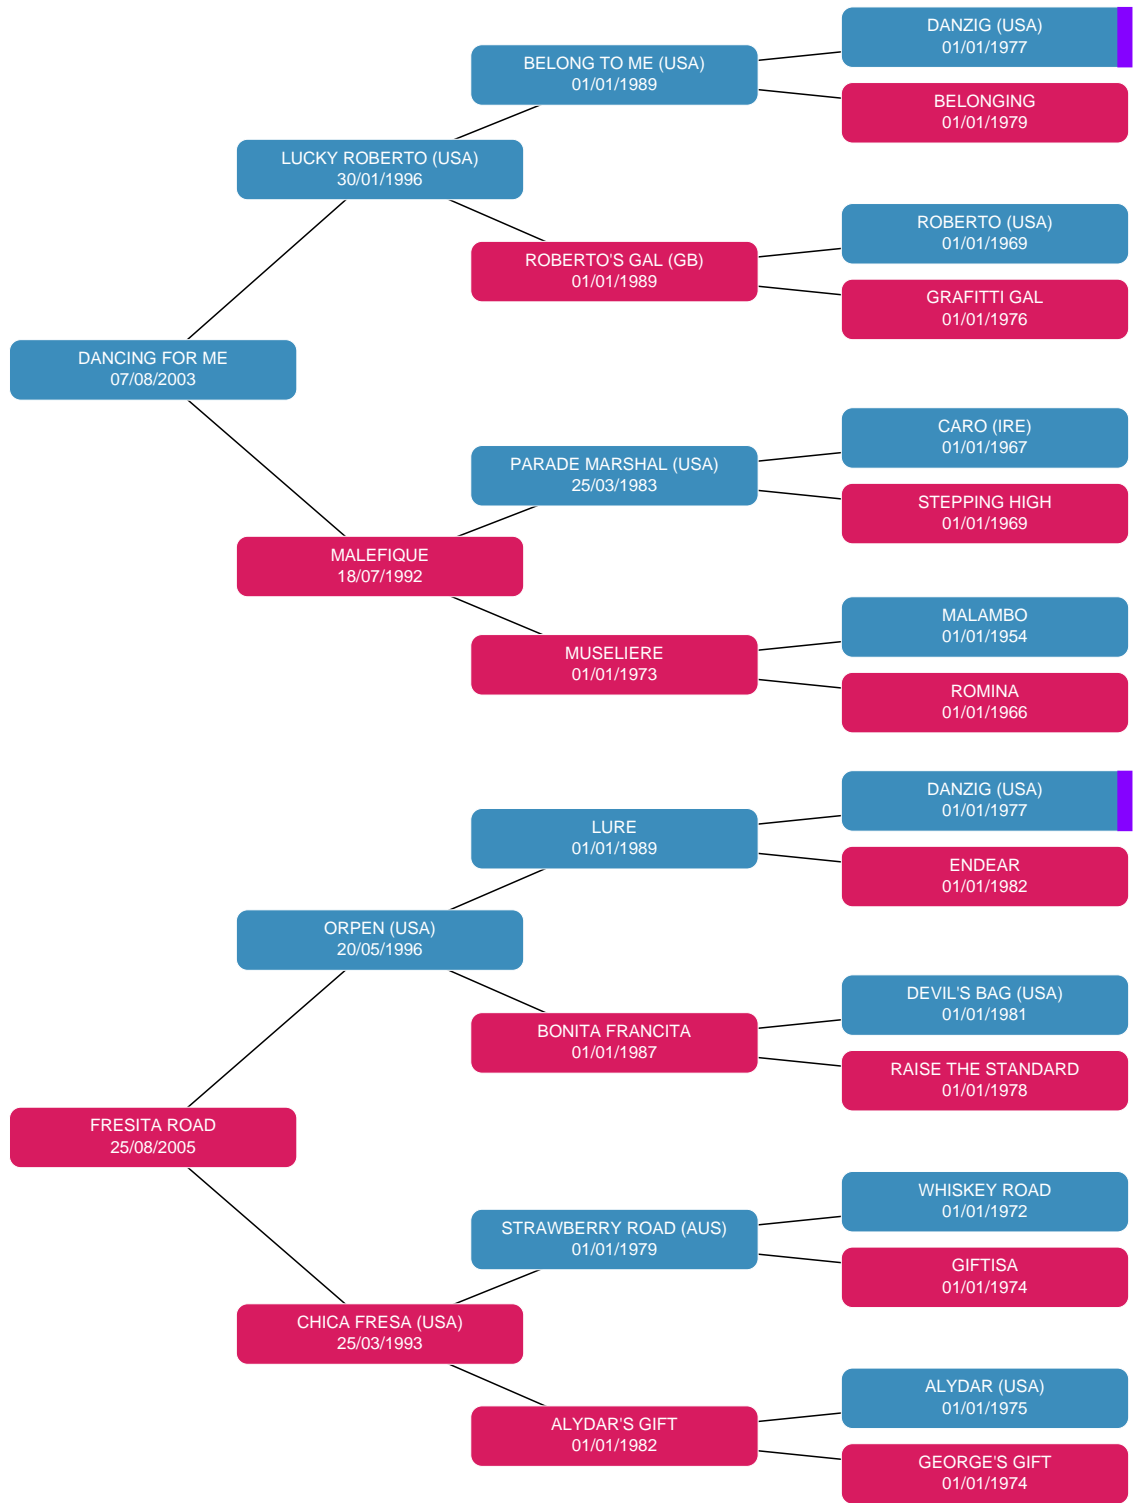 DANZIG (USA)
01/01/1977
BELONG TO ME (USA)
01/01/1989
BELONGING
01/01/1979
LUCKY ROBERTO (USA)
30/01/1996
ROBERTO (USA)
01/01/1969
ROBERTO'S GAL (GB)
01/01/1989
GRAFITTI GAL
01/01/1976
DANCING FOR ME
07/08/2003
CARO (IRE)
01/01/1967
PARADE MARSHAL (USA)
25/03/1983
STEPPING HIGH
01/01/1969
MALEFIQUE
18/07/1992
MALAMBO
01/01/1954
MUSELIERE
01/01/1973
ROMINA
01/01/1966
DANZIG (USA)
01/01/1977
LURE
01/01/1989
ENDEAR
01/01/1982
ORPEN (USA)
20/05/1996
DEVIL'S BAG (USA)
01/01/1981
BONITA FRANCITA
01/01/1987
RAISE THE STANDARD
01/01/1978
FRESITA ROAD
25/08/2005
WHISKEY ROAD
01/01/1972
STRAWBERRY ROAD (AUS)
01/01/1979
GIFTISA
01/01/1974
CHICA FRESA (USA)
25/03/1993
ALYDAR (USA)
01/01/1975
ALYDAR'S GIFT
01/01/1982
GEORGE'S GIFT
01/01/1974